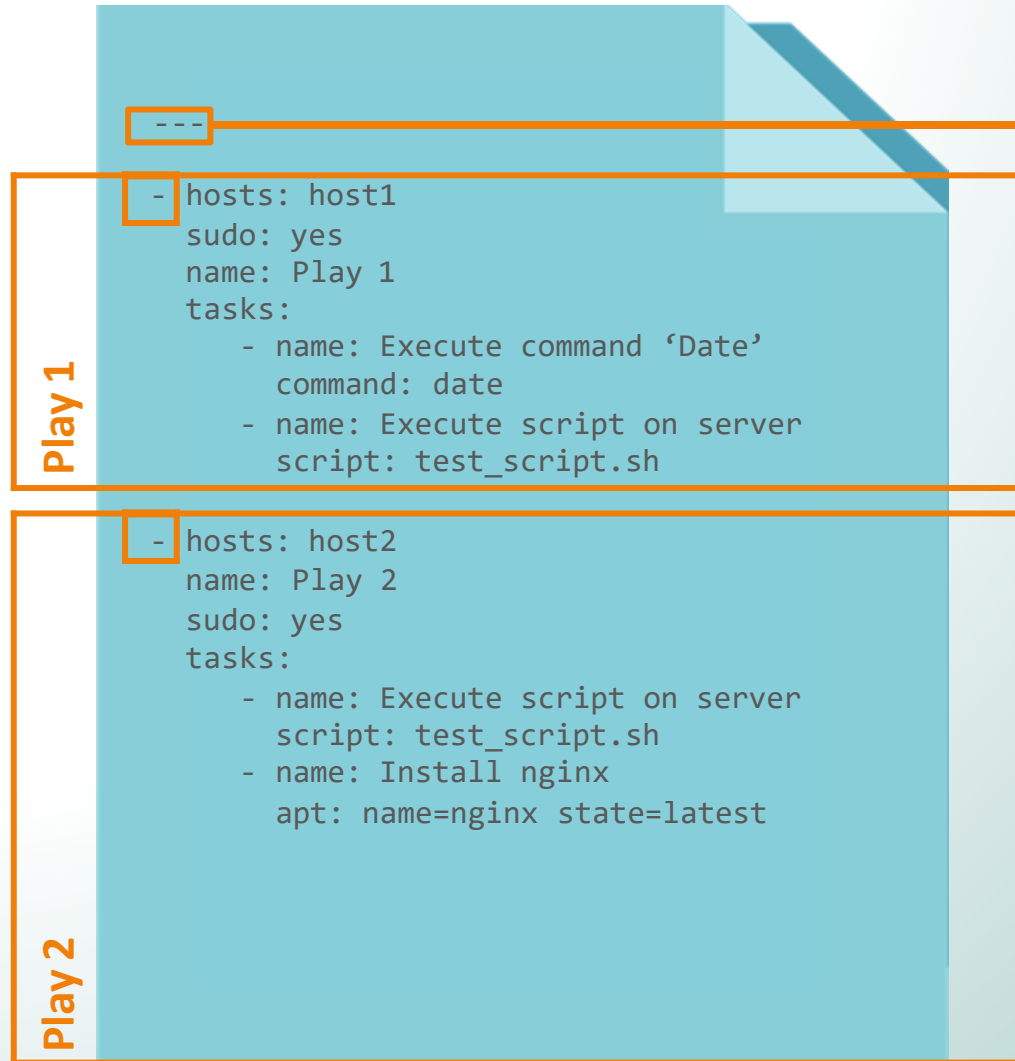 ---
Play 1
- hosts: host1
sudo: yes
name: Play 1
tasks:
- name: Execute command ‘Date’
command: date
- name: Execute script on server
script: test_script.sh
Play 2
- hosts: host2
name: Play 2
sudo: yes
tasks:
- name: Execute script on server
script: test_script.sh
- name: Install nginx
apt: name=nginx state=latest